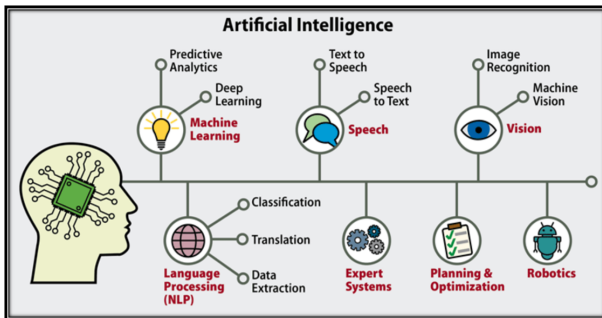 Artificial Intelligence
Predictive
Analytics
Deep
Learning
Machine
Learning
Text to
Speech
Speech
to Text
Speech
Image
Recognition
Machine
Vision
Vision
Classification
Translation
Data
Extraction
Language
Processing
(NLP)
Expert
Systems
Planning &
Optimization
Robotics